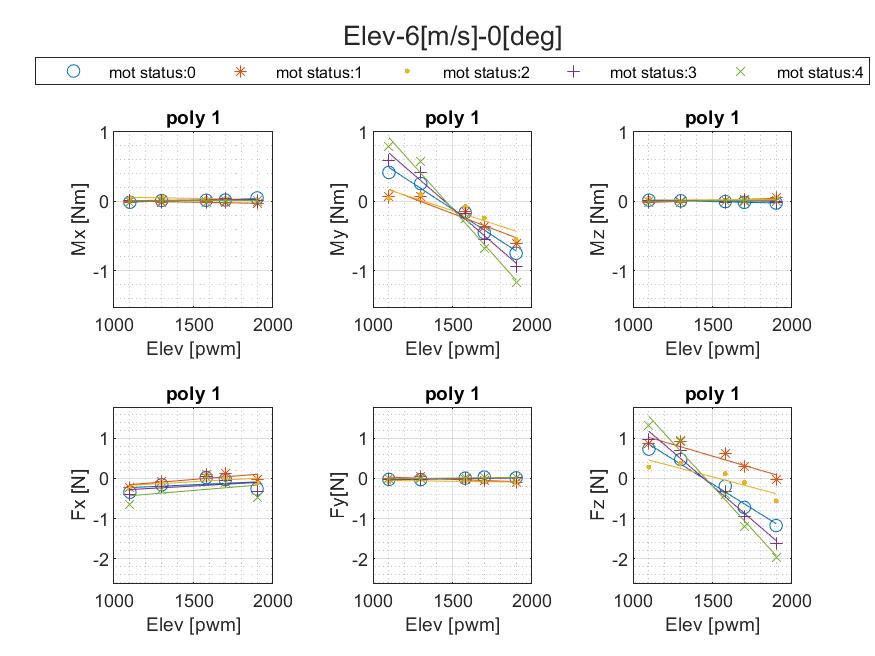 Elev-6[m/s]-0[deg]
mot status:0 mot status:1 mot status:2 mot status:3 mot status:4
poly 1 poly 1 poly 1
1 1 1
0 0 0
-1 -1 -1
Mx [Nm] My [Nm] Mz [Nm]
1000 1500 2000 1000 1500 2000 1000 1500 2000
Elev [pwm] Elev [pwm] Elev [pwm]
poly 1 poly 1 poly 1
1 1 1
0 0 0
-1 -1 -1
-2 -2 -2
Fx [N] Fy[N] Fz [N]
1000 1500 2000 1000 1500 2000 1000 1500 2000
Elev [pwm] Elev [pwm] Elev [pwm]